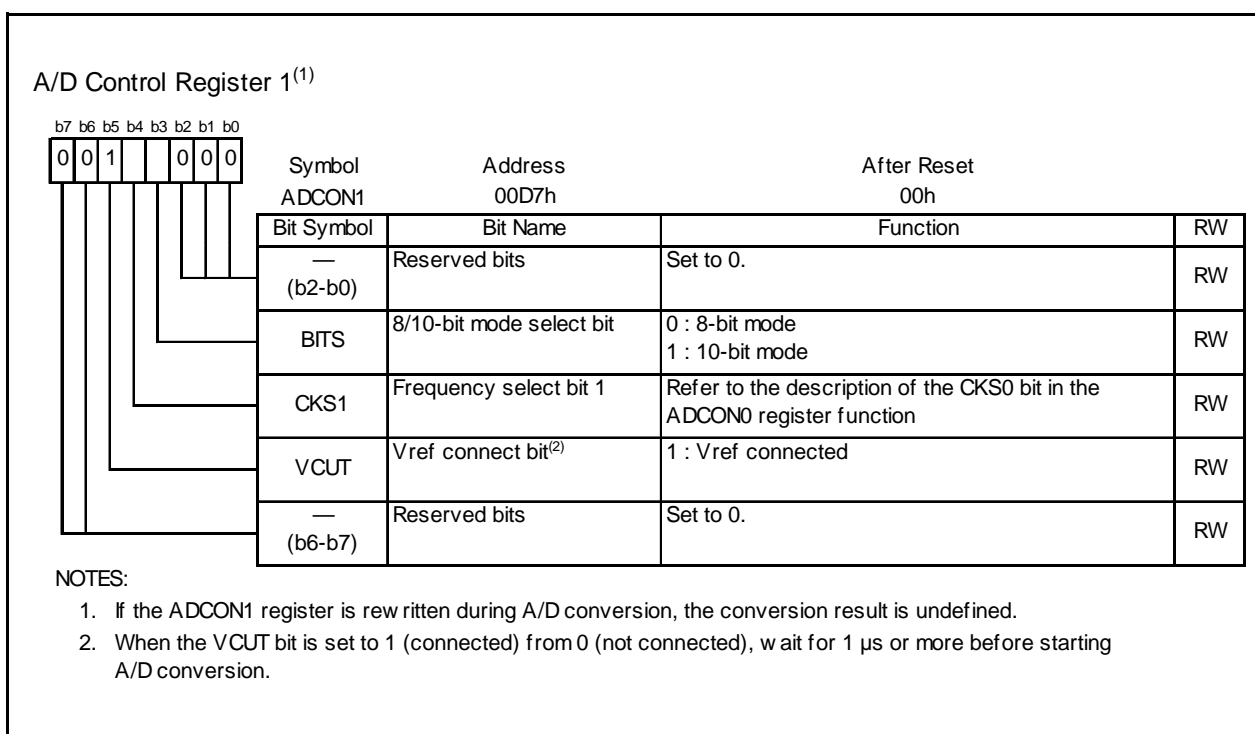 A/D Control Register 1(1)
b7 b6 b5 b4 b3 b2 b1 b0
0 0 1 0 0 0
Symbol Address After Reset
ADCON1 00D7h 00h
Bit Symbol Bit Name Function RW
— (b2-b0) Reserved bits Set to 0. RW
BITS 8/10-bit mode select bit 0 : 8-bit mode
1 : 10-bit mode RW
CKS1 Frequency select bit 1 Refer to the description of the CKS0 bit in the
ADCON0 register function RW
VCUT Vref connect bit(2) 1 : Vref connected RW
— (b6-b7) Reserved bits Set to 0. RW
NOTES:
1. If the ADCON1 register is rewritten during A/D conversion, the conversion result is undefined.
2. When the VCUT bit is set to 1 (connected) from 0 (not connected), wait for 1 µs or more before starting
A/D conversion.